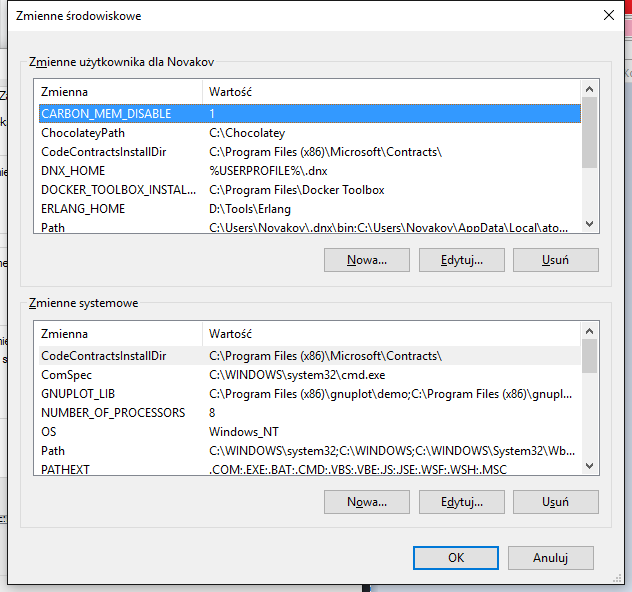 Zmienne środowiskowe
Zmienne użytkownika dla Novakov
Zmienna Wartość
CARBON_MEM_DISABLE 1
ChocolateyPath C:\Chocolatey
CodeContractsInstallDir C:\Program Files (x86)\Microsoft\Contracts\
DNX_HOME %USERPROFILE%\.dnx
DOCKER_TOOLBOX_INSTAL... C:\Program Files\Docker Toolbox
ERLANG_HOME D:\Tools\Erlang
Path C:\Users\Novakov\.dnx\bin;C:\Users\Novakov\AppData\Local\ato...
Nowa... Edytuj... Usuń
Zmienne systemowe
Zmienna Wartość
CodeContractsInstallDir C:\Program Files (x86)\Microsoft\Contracts\
ComSpec C:\WINDOWS\system32\cmd.exe
GNUPLOT_LIB C:\Program Files (x86)\gnuplot\demo;C:\Program Files (x86)\gnupl...
NUMBER_OF_PROCESSORS 8
OS Windows_NT
Path C:\WINDOWS\system32;C:\WINDOWS;C:\WINDOWS\System32\Wb...
PATHEXT .COM;.EXE;.BAT;.CMD;.VBS;.VBE;.JS;.JSE;.WSF;.WSH;.MSC
Nowa... Edytuj... Usuń
OK Anuluj